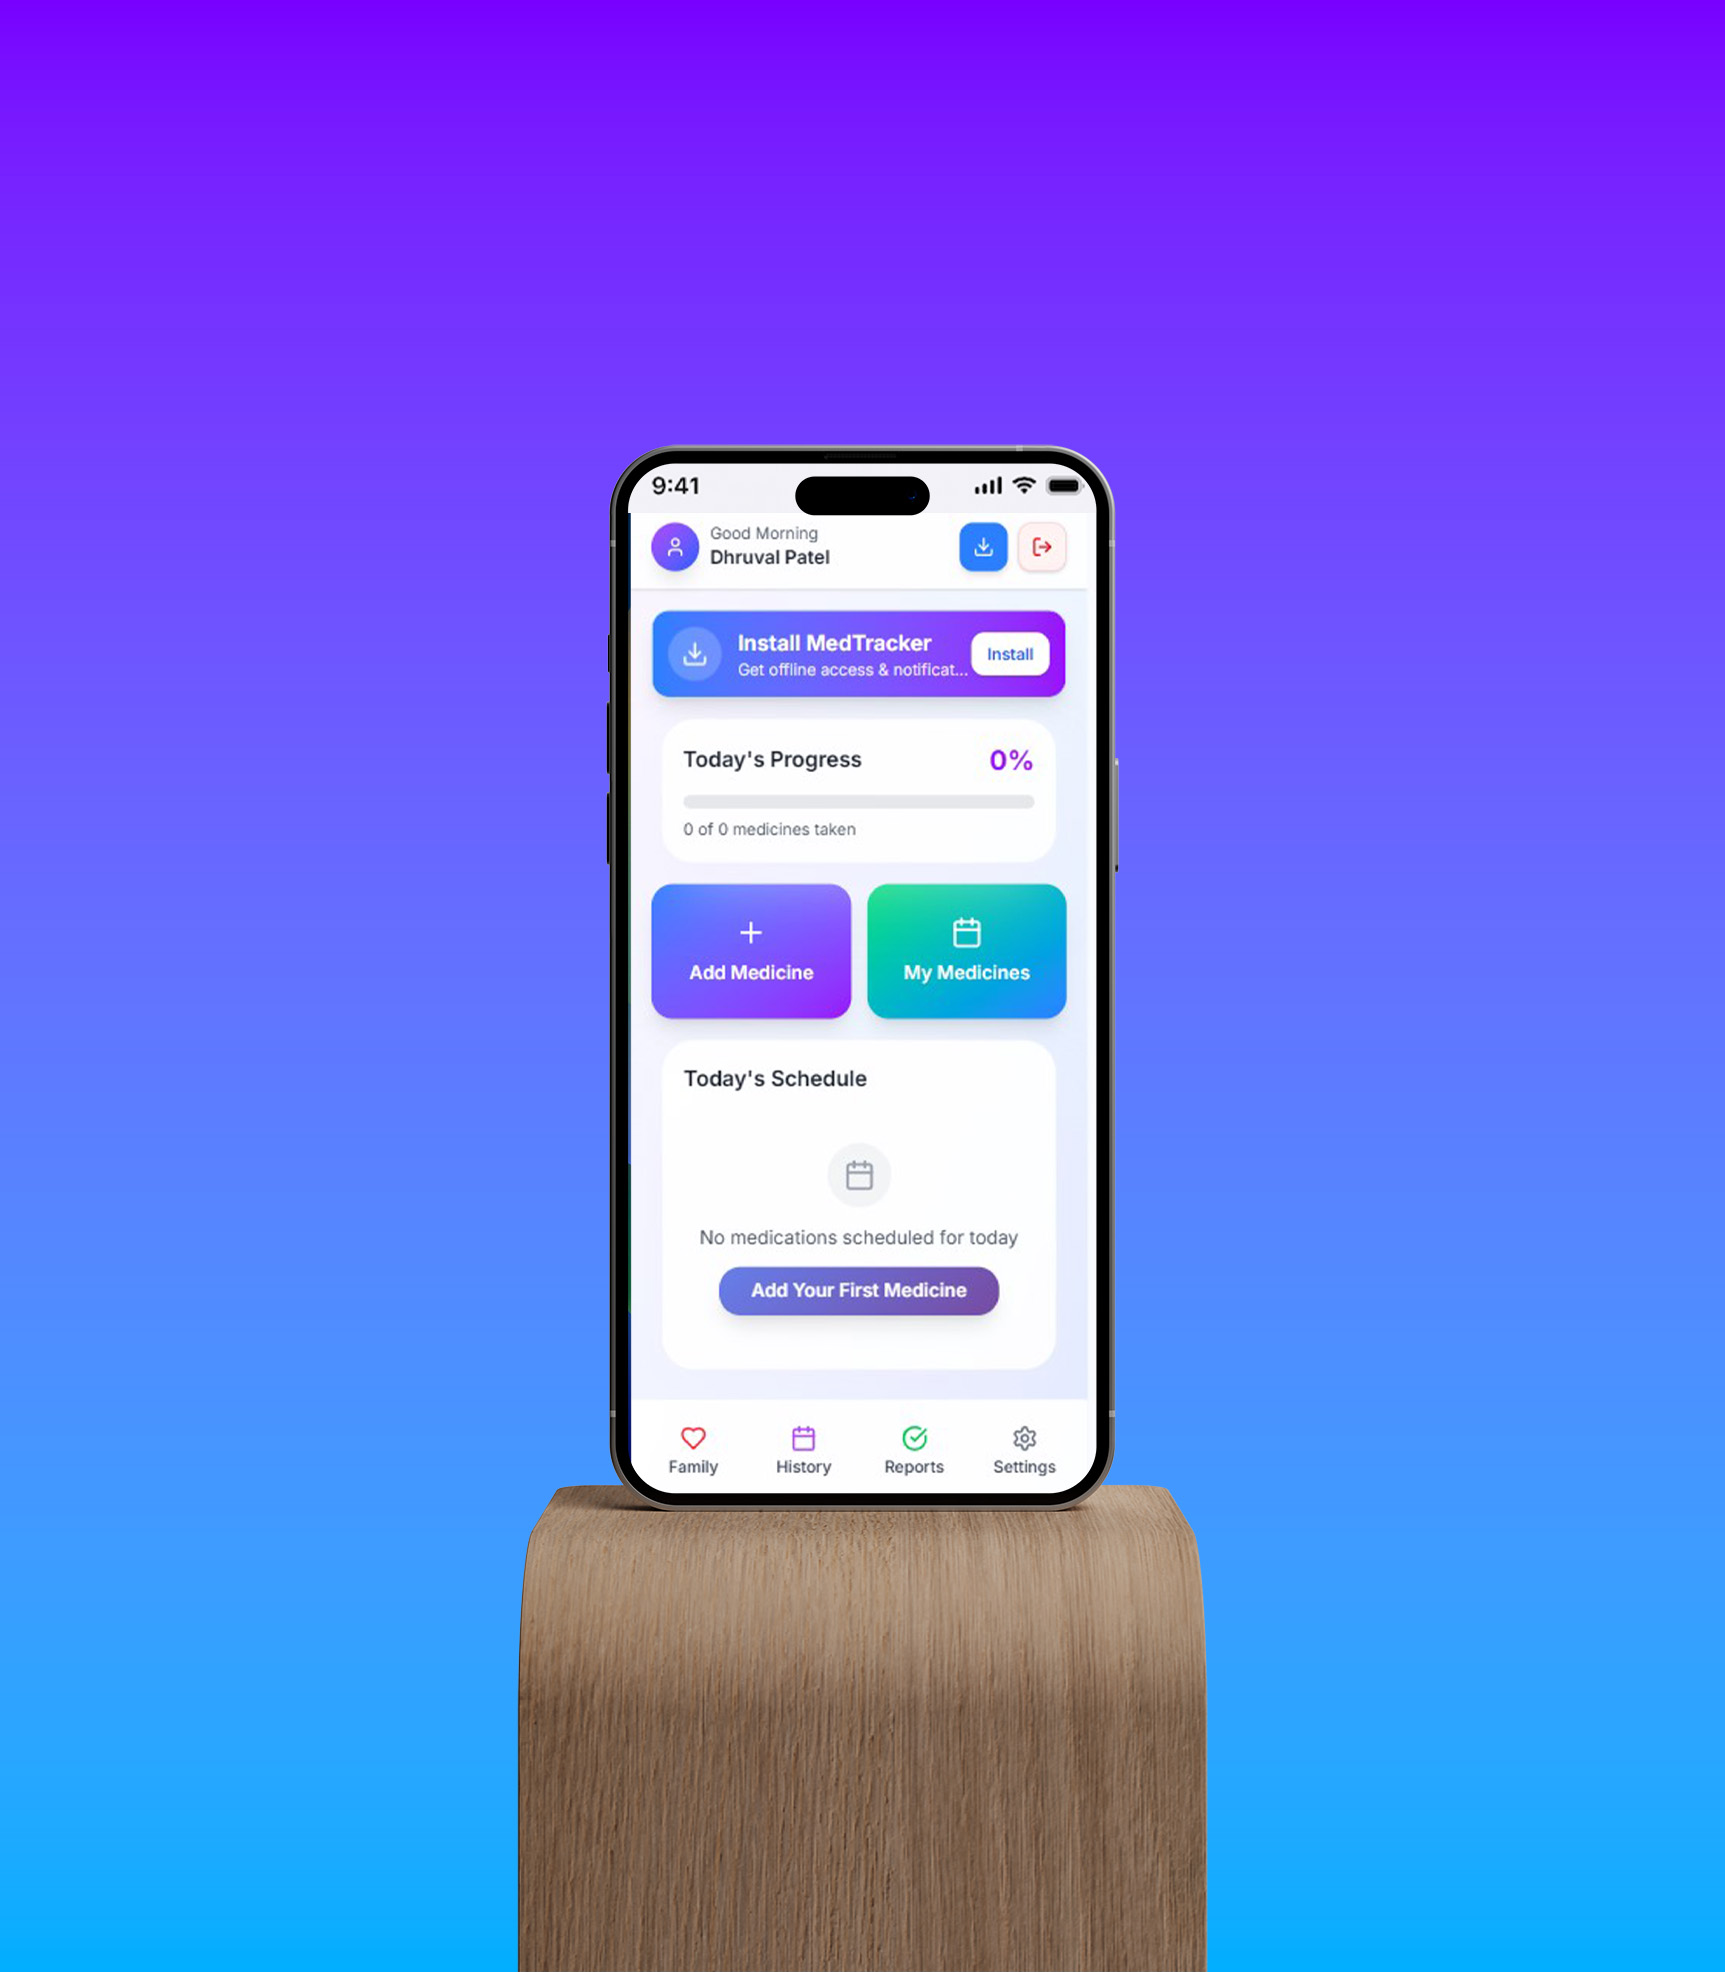 9:41
Good Morning
Dhruval Patel
Install MedTracker
Get offline access & notificat...
Install
Today's Progress
0%
0 of 0 medicines taken
Add Medicine
My Medicines
Today's Schedule
No medications scheduled for today
Add Your First Medicine
Family
History
Reports
Settings